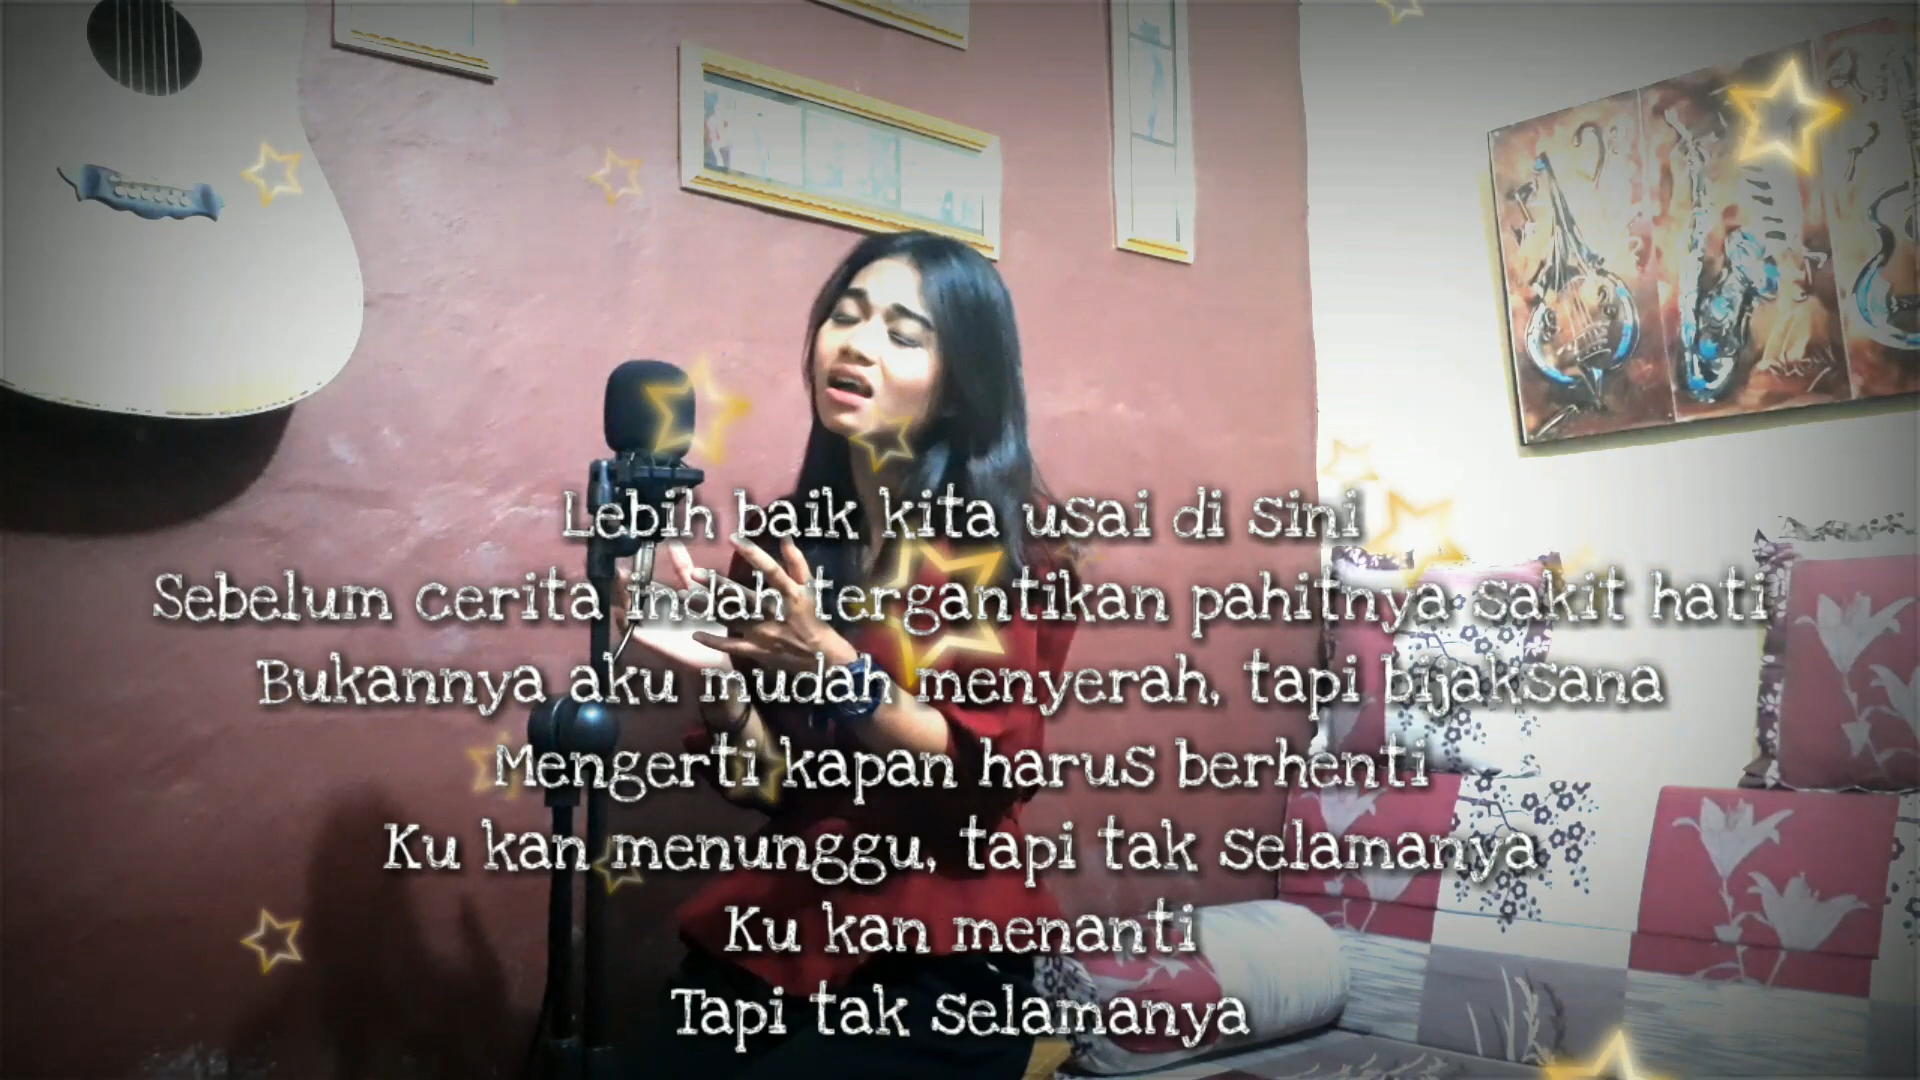 Lebih baik kita usai di sini
Sebelum cerita indah tergantikan pahitnya sakit hati
Bukannya aku mudah menyerah, tapi bijaksana
Mengerti kapan harus berhenti
Ku kan menunggu, tapi tak selamanya
Ku kan menanti
Tapi tak selamanya